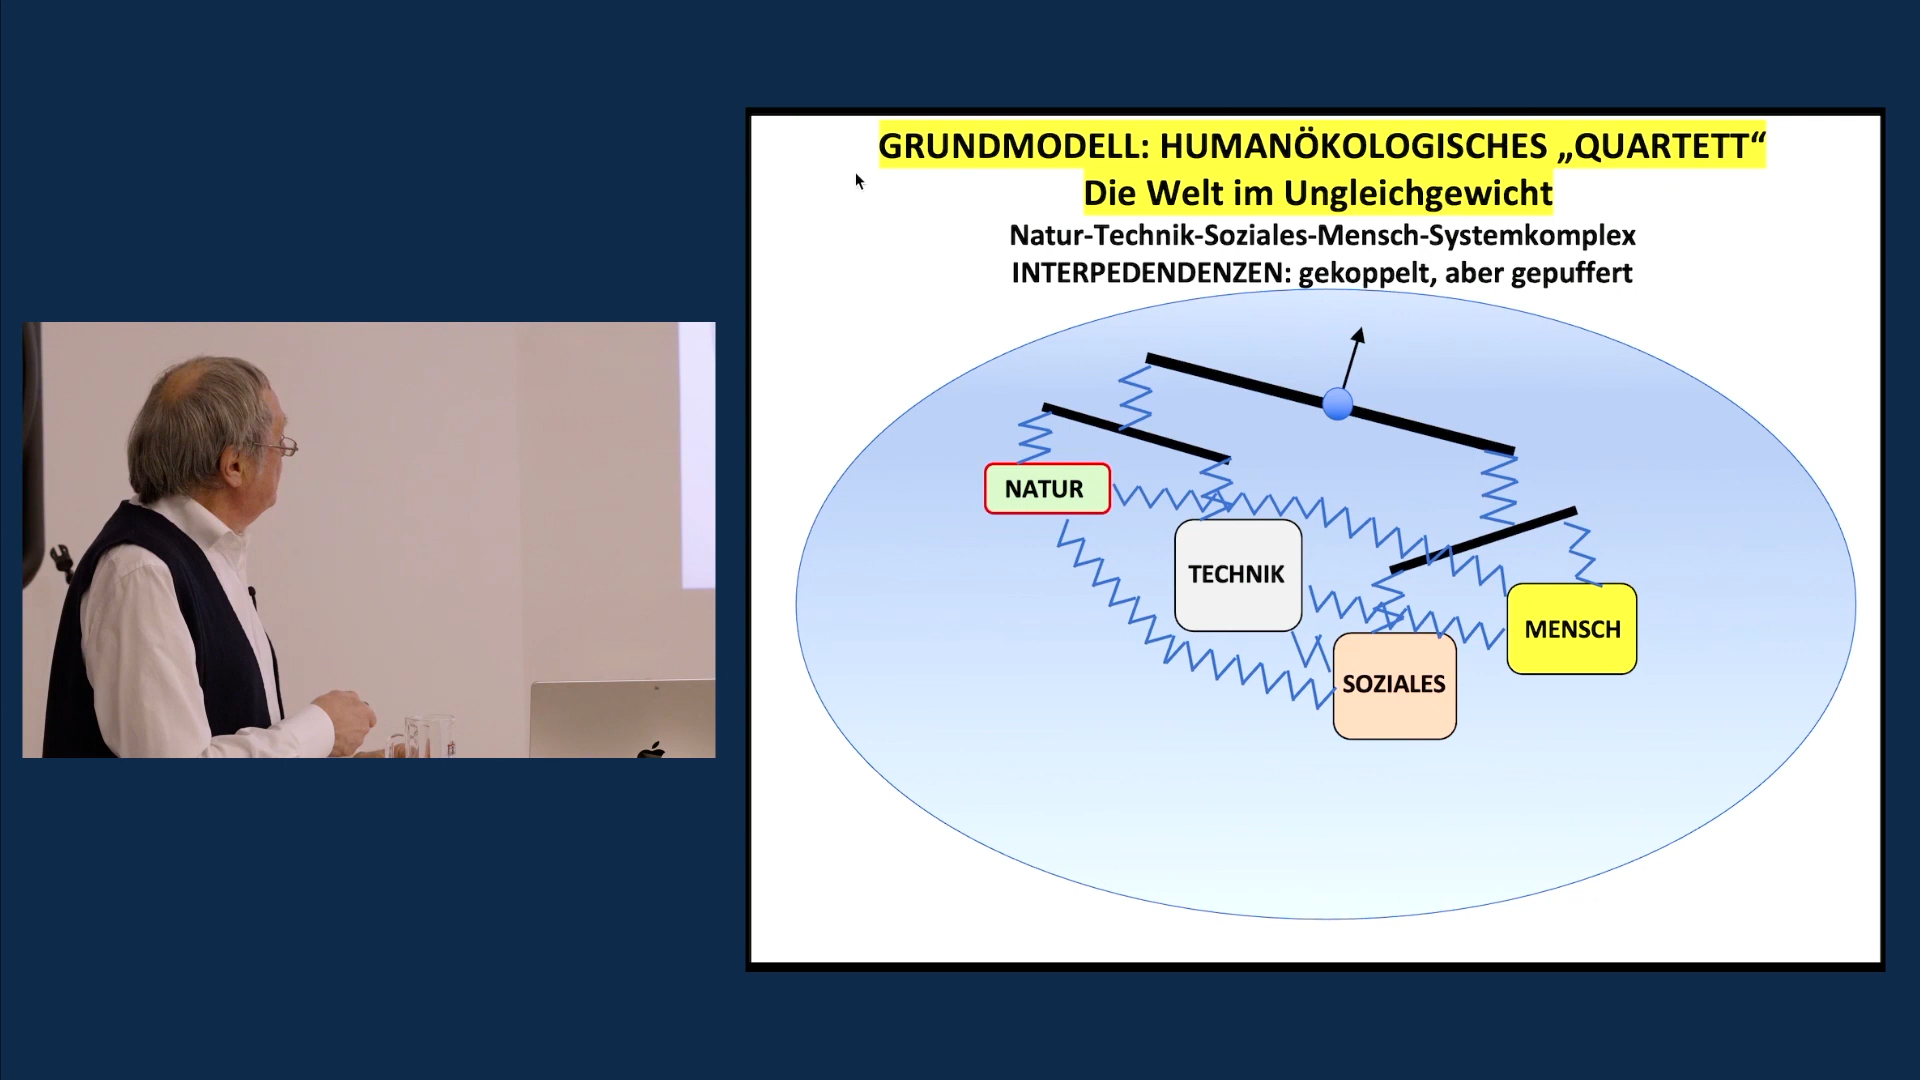 GRUNDMODELL: HUMANÖKOLOGISCHES „QUARTETT“
Die Welt im Ungleichgewicht
Natur-Technik-Soziales-Mensch-Systemkomplex
INTERPEDENDENZEN: gekoppelt, aber gepuffert
NATUR
TECHNIK
MENSCH
SOZIALES